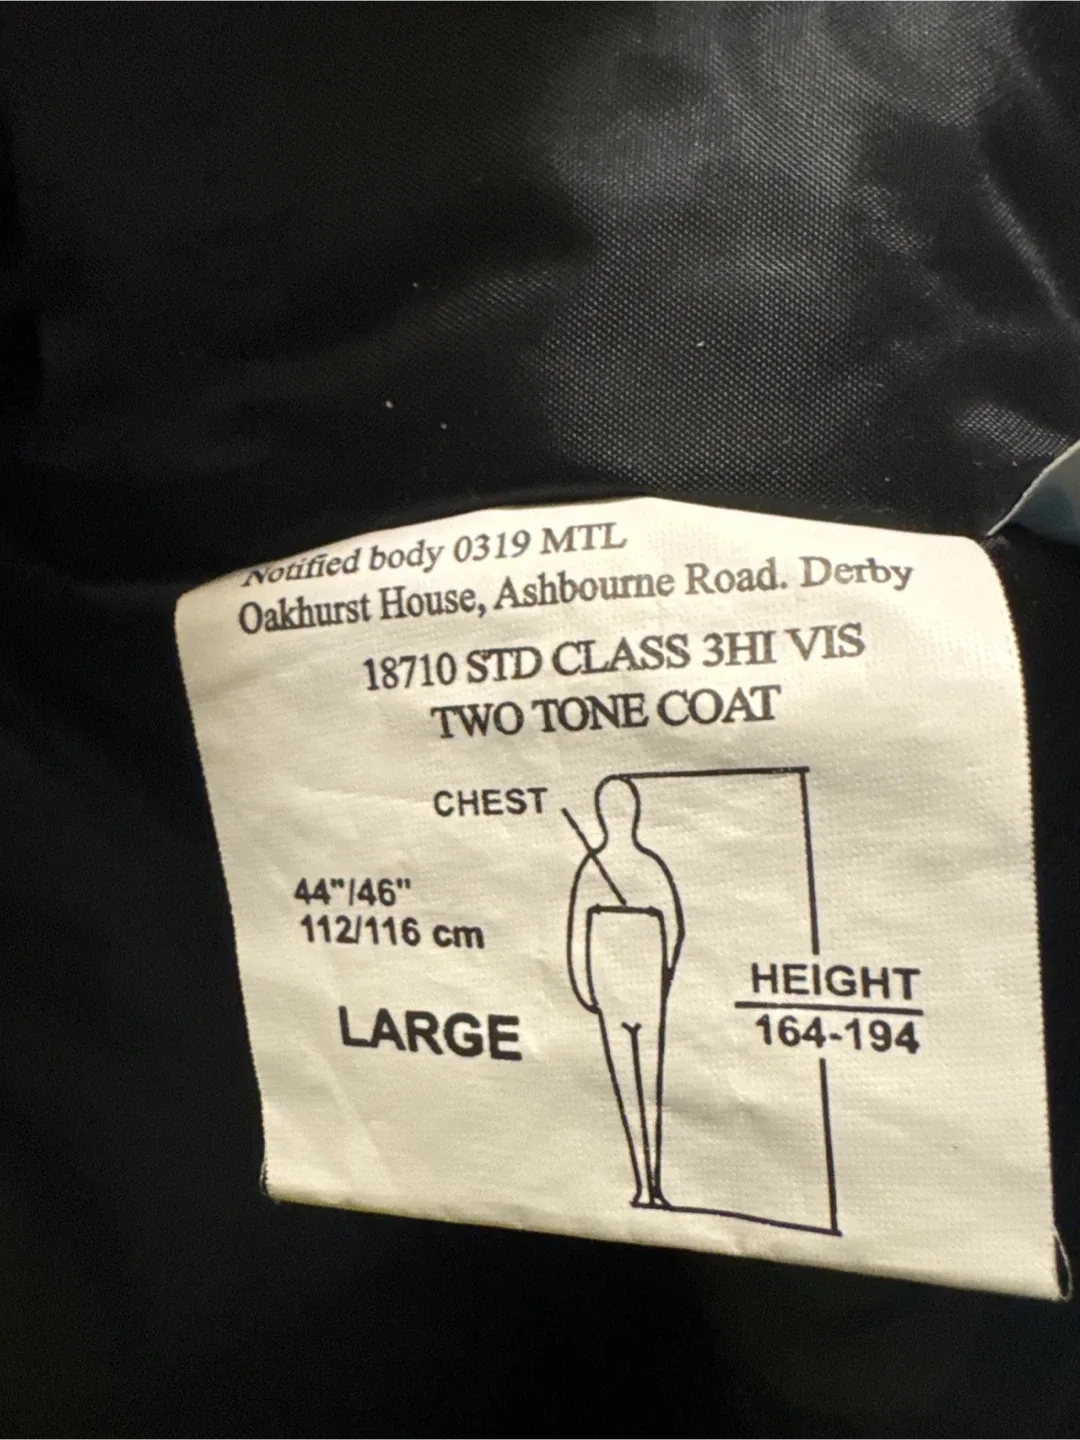 Notified body 0319 MTL
Oakhurst House, Ashbourne Road. Derby
18710 STD CLASS 3HI VIS
TWO TONE COAT
CHEST
44"/46"
112/116 cm
LARGE
HEIGHT
164-194